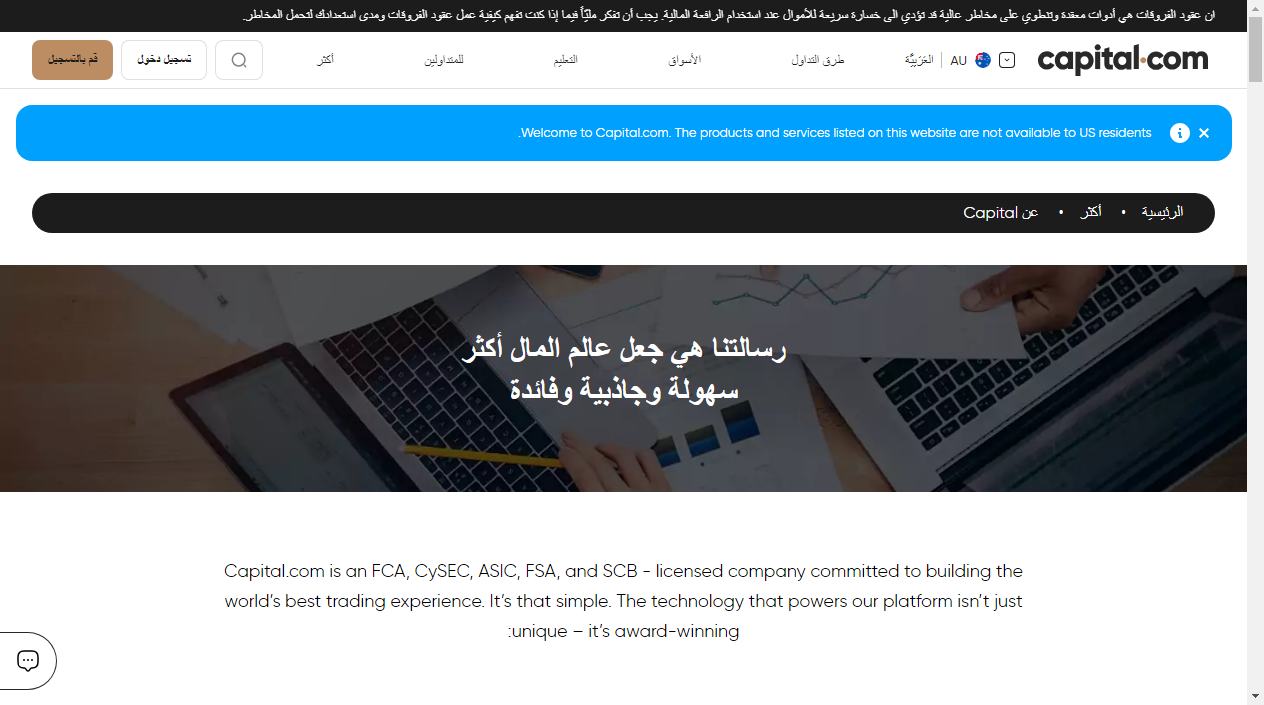 ان عقود الفروقات هي أدوات معقدة وتنطوي على مخاطر عالية قد تؤدي الى خسارة سريعة للأموال عند استخدام الرافعة المالية. يجب أن تفكر مليّاً فيما إذا كنت تفهم كيفية عمل عقود الفروقات ومدى استعدادك لتحمل المخاطر.
capital.com
AU
العَرَبِيَّة
طرق التداول
الأسواق
التعليم
للمتداولين
أكثر
تسجيل دخول
قم بالتسجيل
Welcome to Capital.com. The products and services listed on this website are not available to US residents.
الرئيسية • أكثر • عن Capital
رسالتنا هي جعل عالم المال أكثر
سهولة وجاذبية وفائدة
Capital.com is an FCA, CySEC, ASIC, FSA, and SCB - licensed company committed to building the
world’s best trading experience. It’s that simple. The technology that powers our platform isn’t just
unique – it’s award-winning: